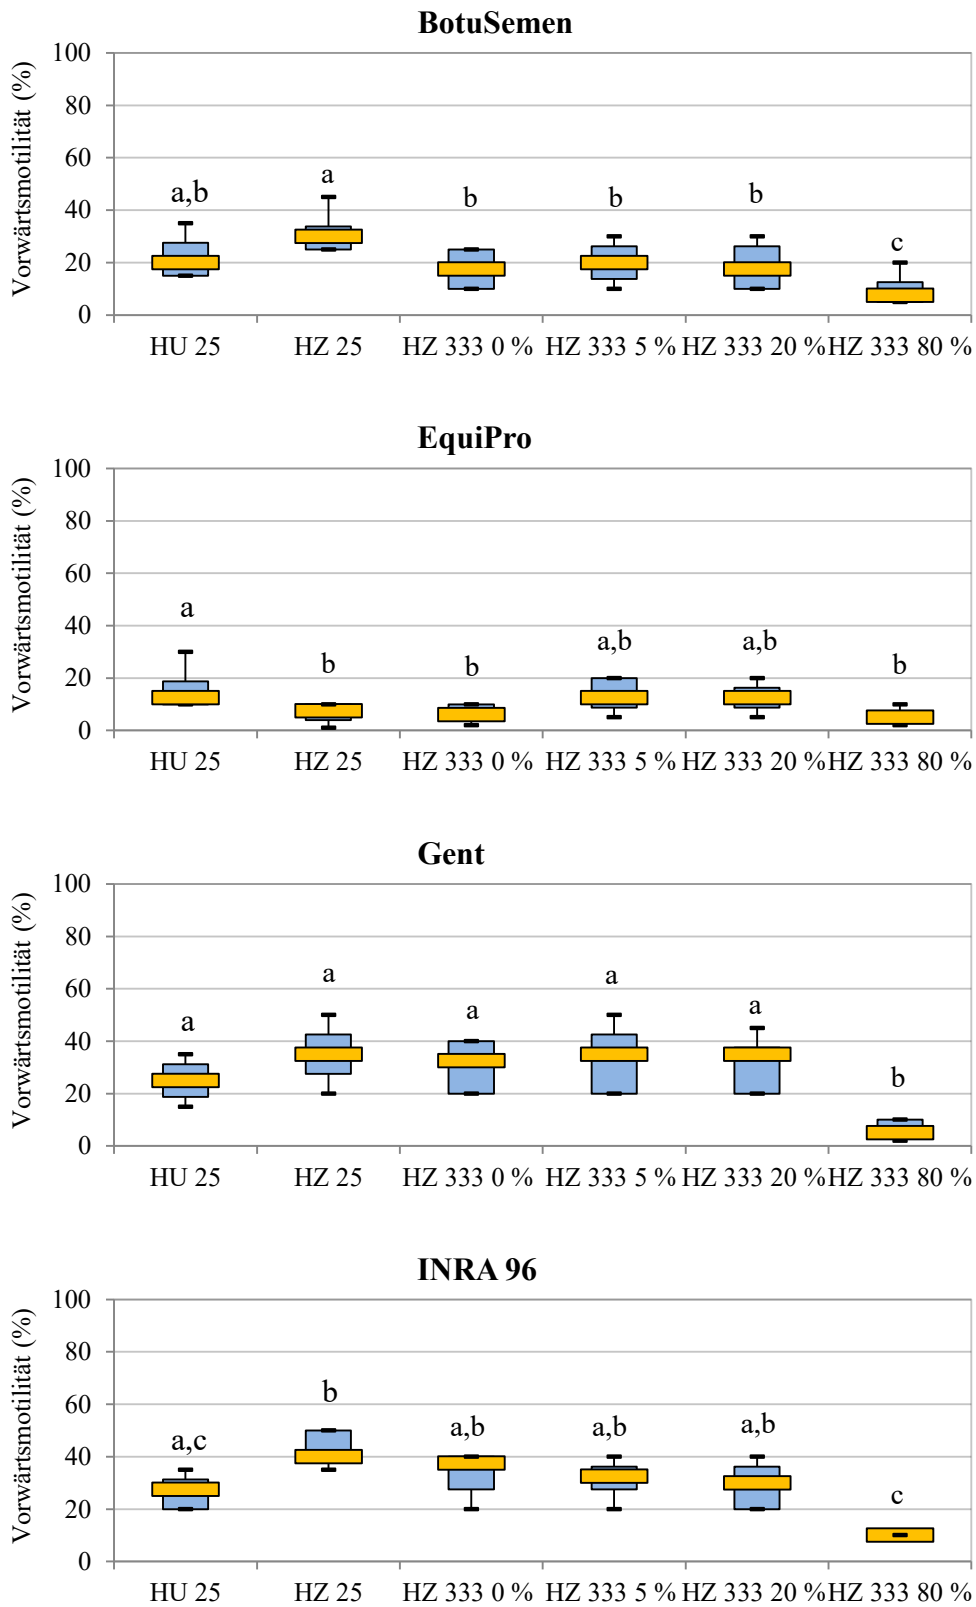 BotuSemen
Vorwärtsmotilität (%)
100
80
60
40
20
0
a,b
a
b
b
b
c
HU 25
HZ 25
HZ 333 0 %
HZ 333 5 %
HZ 333 20 %
HZ 333 80 %
EquiPro
Vorwärtsmotilität (%)
100
80
60
40
20
0
a
b
b
a,b
a,b
b
HU 25
HZ 25
HZ 333 0 %
HZ 333 5 %
HZ 333 20 %
HZ 333 80 %
Gent
Vorwärtsmotilität (%)
100
80
60
40
20
0
a
a
a
a
a
b
HU 25
HZ 25
HZ 333 0 %
HZ 333 5 %
HZ 333 20 %
HZ 333 80 %
INRA 96
Vorwärtsmotilität (%)
100
80
60
40
20
0
a,c
b
a,b
a,b
a,b
c
HU 25
HZ 25
HZ 333 0 %
HZ 333 5 %
HZ 333 20 %
HZ 333 80 %